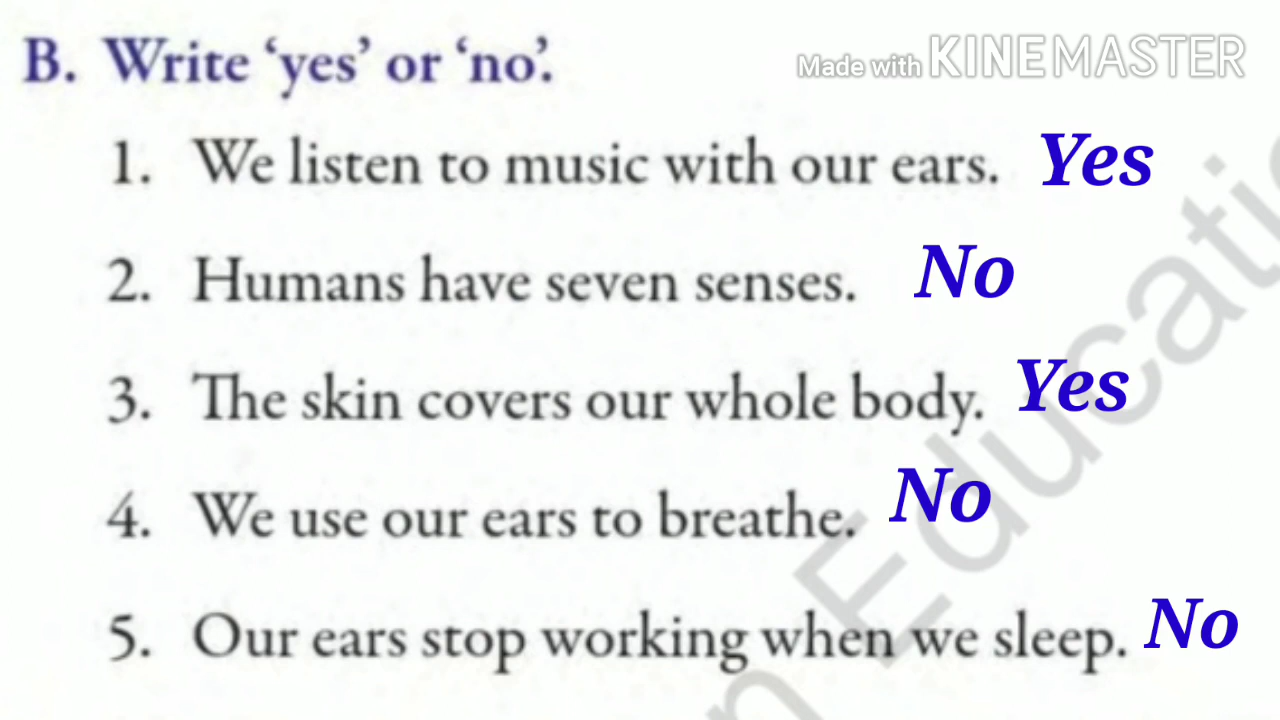 B. Write ‘yes’ or ‘no’.
Made with KINEMASTER
1. We listen to music with our ears. Yes
2. Humans have seven senses. No
3. The skin covers our whole body. Yes
4. We use our ears to breathe. No
5. Our ears stop working when we sleep. No